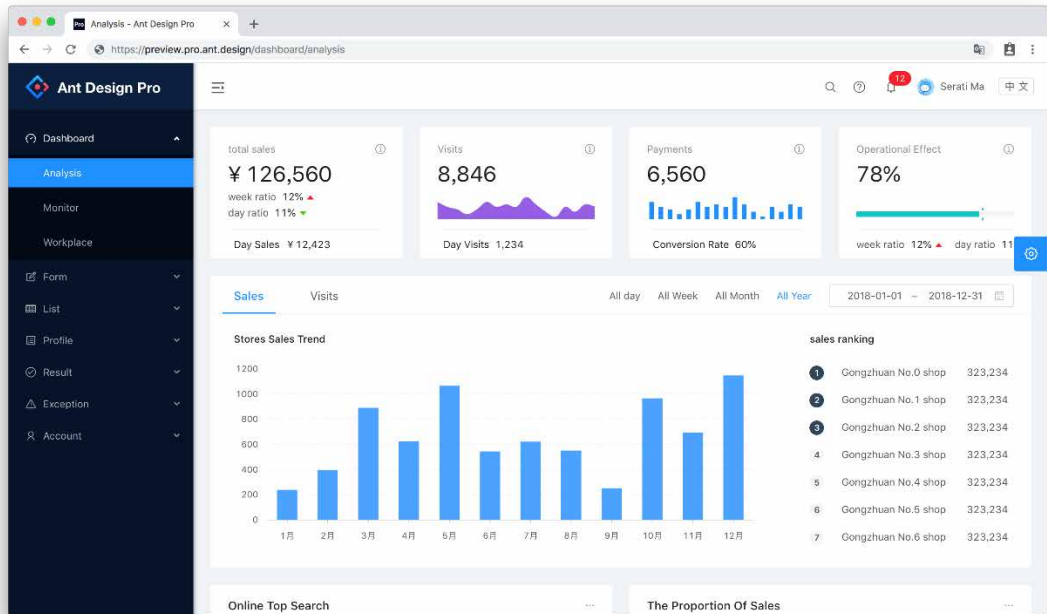 Pro Analysis - Ant Design Pro
https://preview.pro.ant.design/dashboard/analysis
Ant Design Pro
12
Serati Ma
中文
Dashboard
Analysis
Monitor
Workplace
Form
List
Profile
Result
Exception
Account
total sales
¥ 126,560
week ratio 12%
day ratio 11%
Day Sales ¥ 12,423
Visits
8,846
Day Visits 1,234
Payments
6,560
Conversion Rate 60%
Operational Effect
78%
week ratio 12% day ratio 11
Sales Visits
All day All Week All Month All Year 2018-01-01 ~ 2018-12-31
Stores Sales Trend
1200
1000
800
600
400
200
0
1月 2月 3月 4月 5月 6月 7月 8月 9月 10月 11月 12月
sales ranking
1 Gongzhuan No.0 shop 323,234
2 Gongzhuan No.1 shop 323,234
3 Gongzhuan No.2 shop 323,234
4 Gongzhuan No.3 shop 323,234
5 Gongzhuan No.4 shop 323,234
6 Gongzhuan No.5 shop 323,234
7 Gongzhuan No.6 shop 323,234
Online Top Search ...
The Proportion Of Sales ...